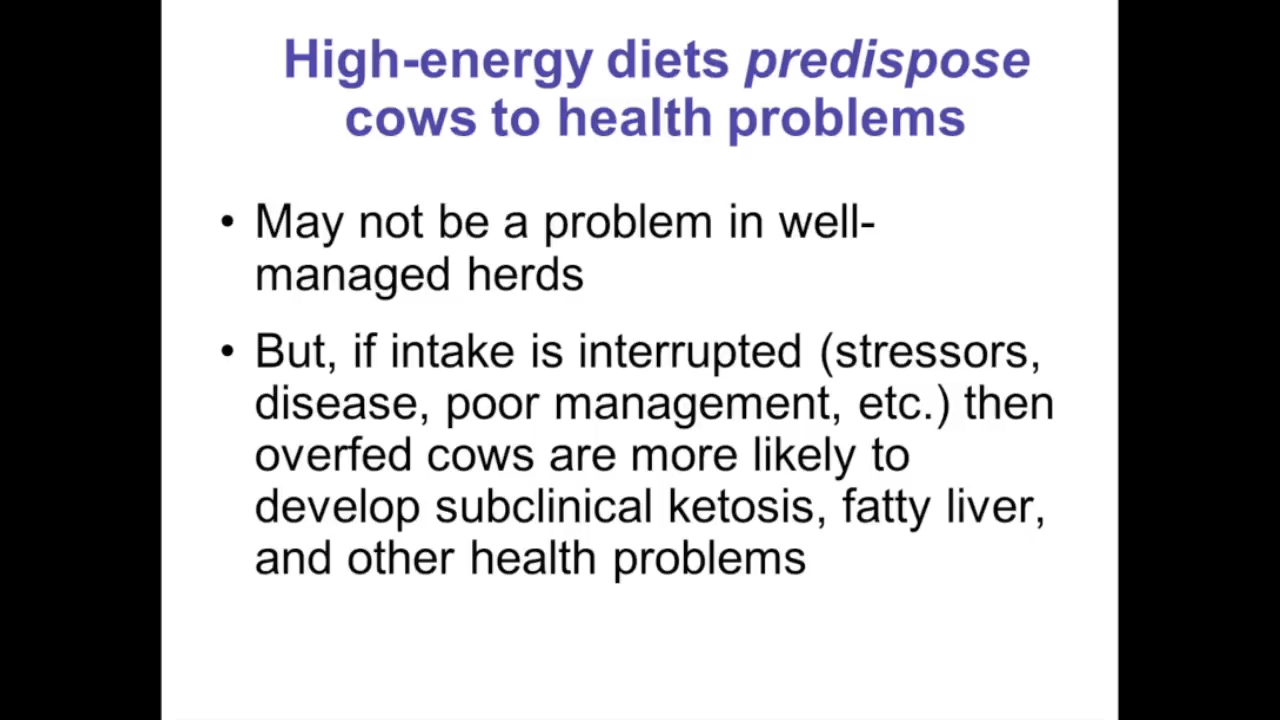 High-energy diets predispose
cows to health problems
• May not be a problem in well-
managed herds
• But, if intake is interrupted (stressors,
disease, poor management, etc.) then
overfed cows are more likely to
develop subclinical ketosis, fatty liver,
and other health problems